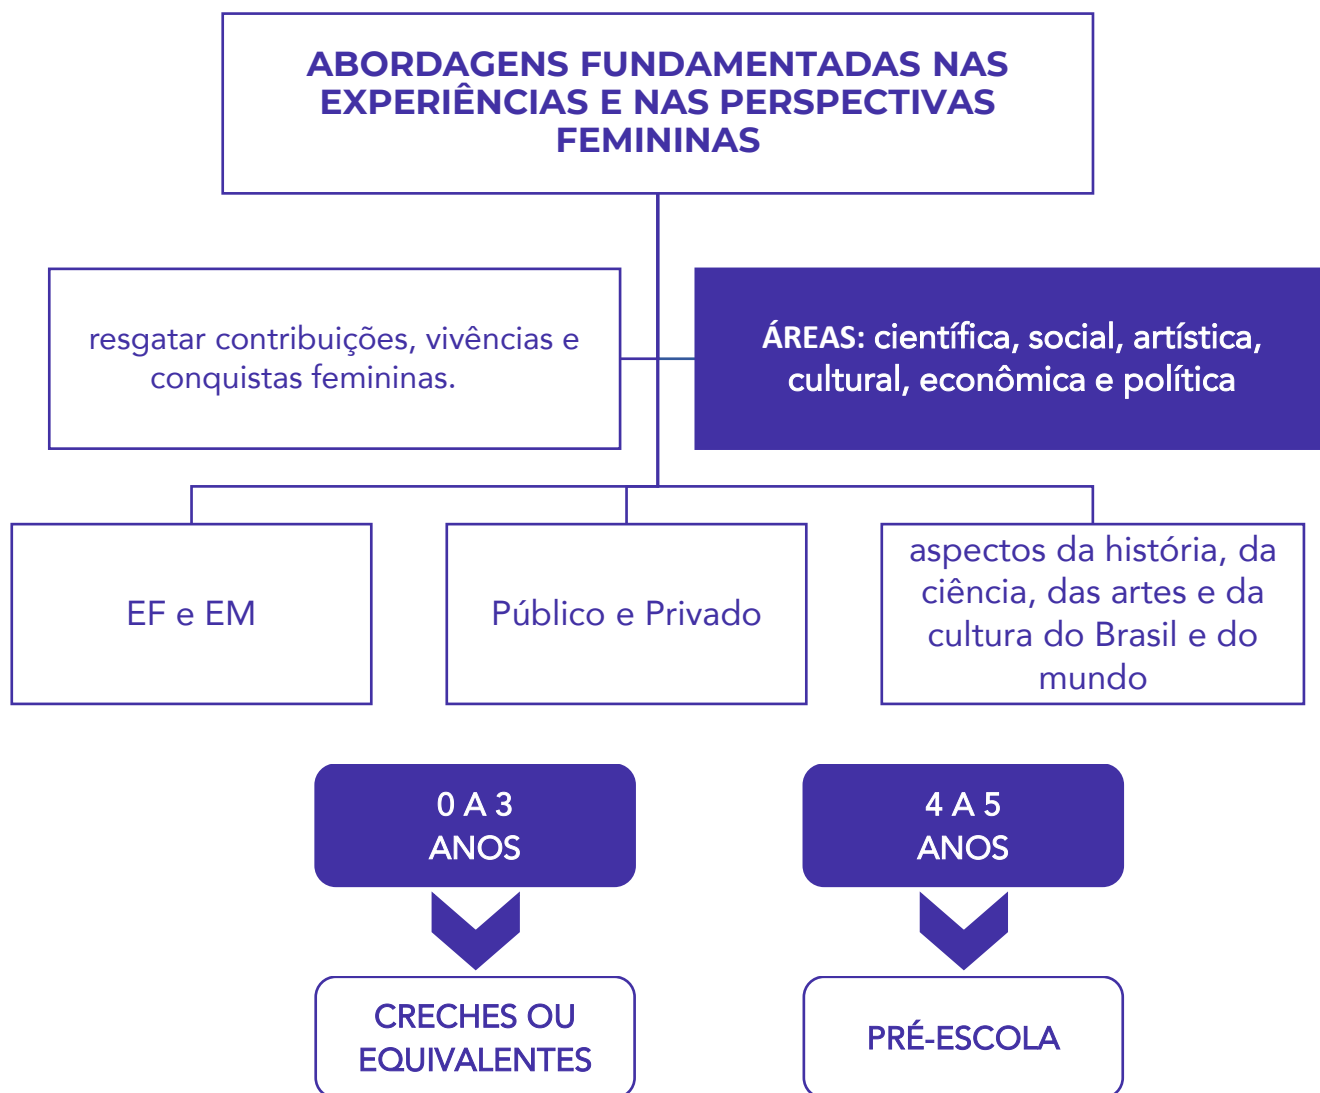 ABORDAGENS FUNDAMENTADAS NAS
EXPERIÊNCIAS E NAS PERSPECTIVAS
FEMININAS
resgatar contribuições, vivências e
conquistas femininas.
ÁREAS: científica, social, artística,
cultural, econômica e política
EF e EM
Público e Privado
aspectos da história, da
ciência, das artes e da
cultura do Brasil e do
mundo
0 A 3
ANOS
4 A 5
ANOS
CRECHES OU
EQUIVALENTES
PRÉ-ESCOLA